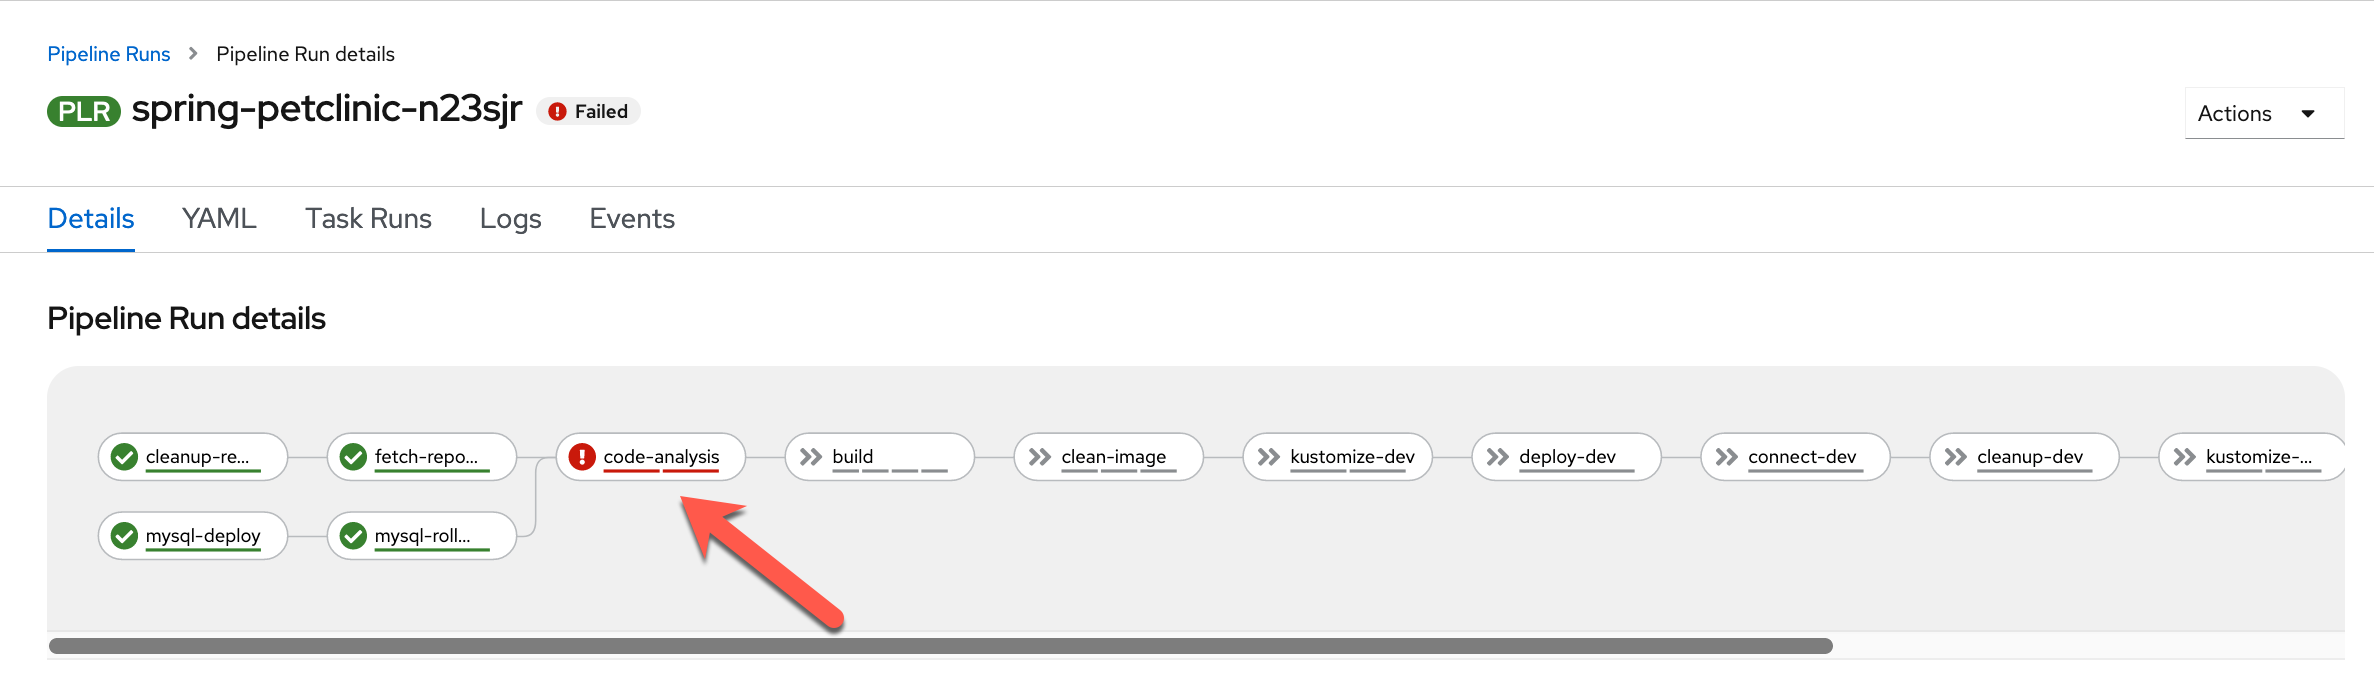 Pipeline Runs > Pipeline Run details
PLR spring-petclinic-n23sjr Failed
Actions
Details YAML Task Runs Logs Events
Pipeline Run details
cleanup-re... fetch-repo... code-analysis build clean-image kustomize-dev deploy-dev connect-dev cleanup-dev kustomize-...
mysql-deploy mysql-roll...